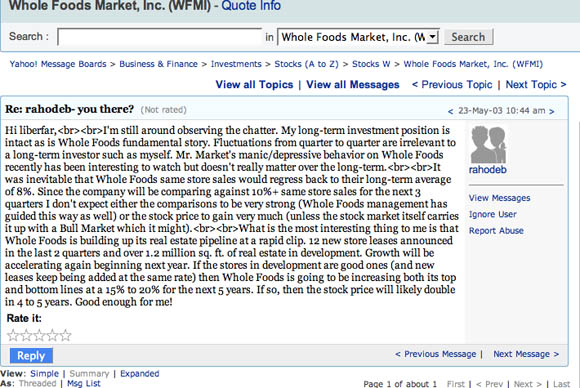 Whole Foods Market, Inc. (WFMI) - Quote Info
Search : in Whole Foods Market, Inc. (W Search
Yahoo! Message Boards > Business & Finance > Investments > Stocks (A to Z) > Stocks W > Whole Foods Market, Inc. (WFMI)
View all Topics | View all Messages < Previous Topic | Next Topic >
Re: rahodeb- you there? (Not rated) < 23-May-03 10:44 am >
Hi liberfar,<br><br>I'm still around observing the chatter. My long-term investment position is
intact as is Whole Foods fundamental story. Fluctuations from quarter to quarter are irrelevant to
a long-term investor such as myself. Mr. Market's manic/depressive behavior on Whole Foods
recently has been interesting to watch but doesn't really matter over the long-term.<br><br>It
was inevitable that Whole Foods same store sales would regress back to their long-term average
of 8%. Since the company will be comparing against 10%+ same store sales for the next 3
quarters I don't expect either the comparisons to be very strong (Whole Foods management has
guided this way as well) or the stock price to gain very much (unless the stock market itself carries
it up with a Bull Market which it might).<br><br>What is the most interesting thing to me is that
Whole Foods is building up its real estate pipeline at a rapid clip. 12 new store leases announced
in the last 2 quarters and over 1.2 million sq. ft. of real estate in development. Growth will be
accelerating again beginning next year. If the stores in development are good ones (and new
leases keep being added at the same rate) then Whole Foods is going to be increasing both its top
and bottom lines at a 15% to 20% for the next 5 years. If so, then the stock price will likely double
in 4 to 5 years. Good enough for me!
rahodeb
View Messages
Ignore User
Report Abuse
Rate it:
Reply
< Previous Message | Next Message >
View: Simple | Summary | Expanded
As: Threaded | Msg List
Page 1 of about 1 First | < Prev | Next > | Last